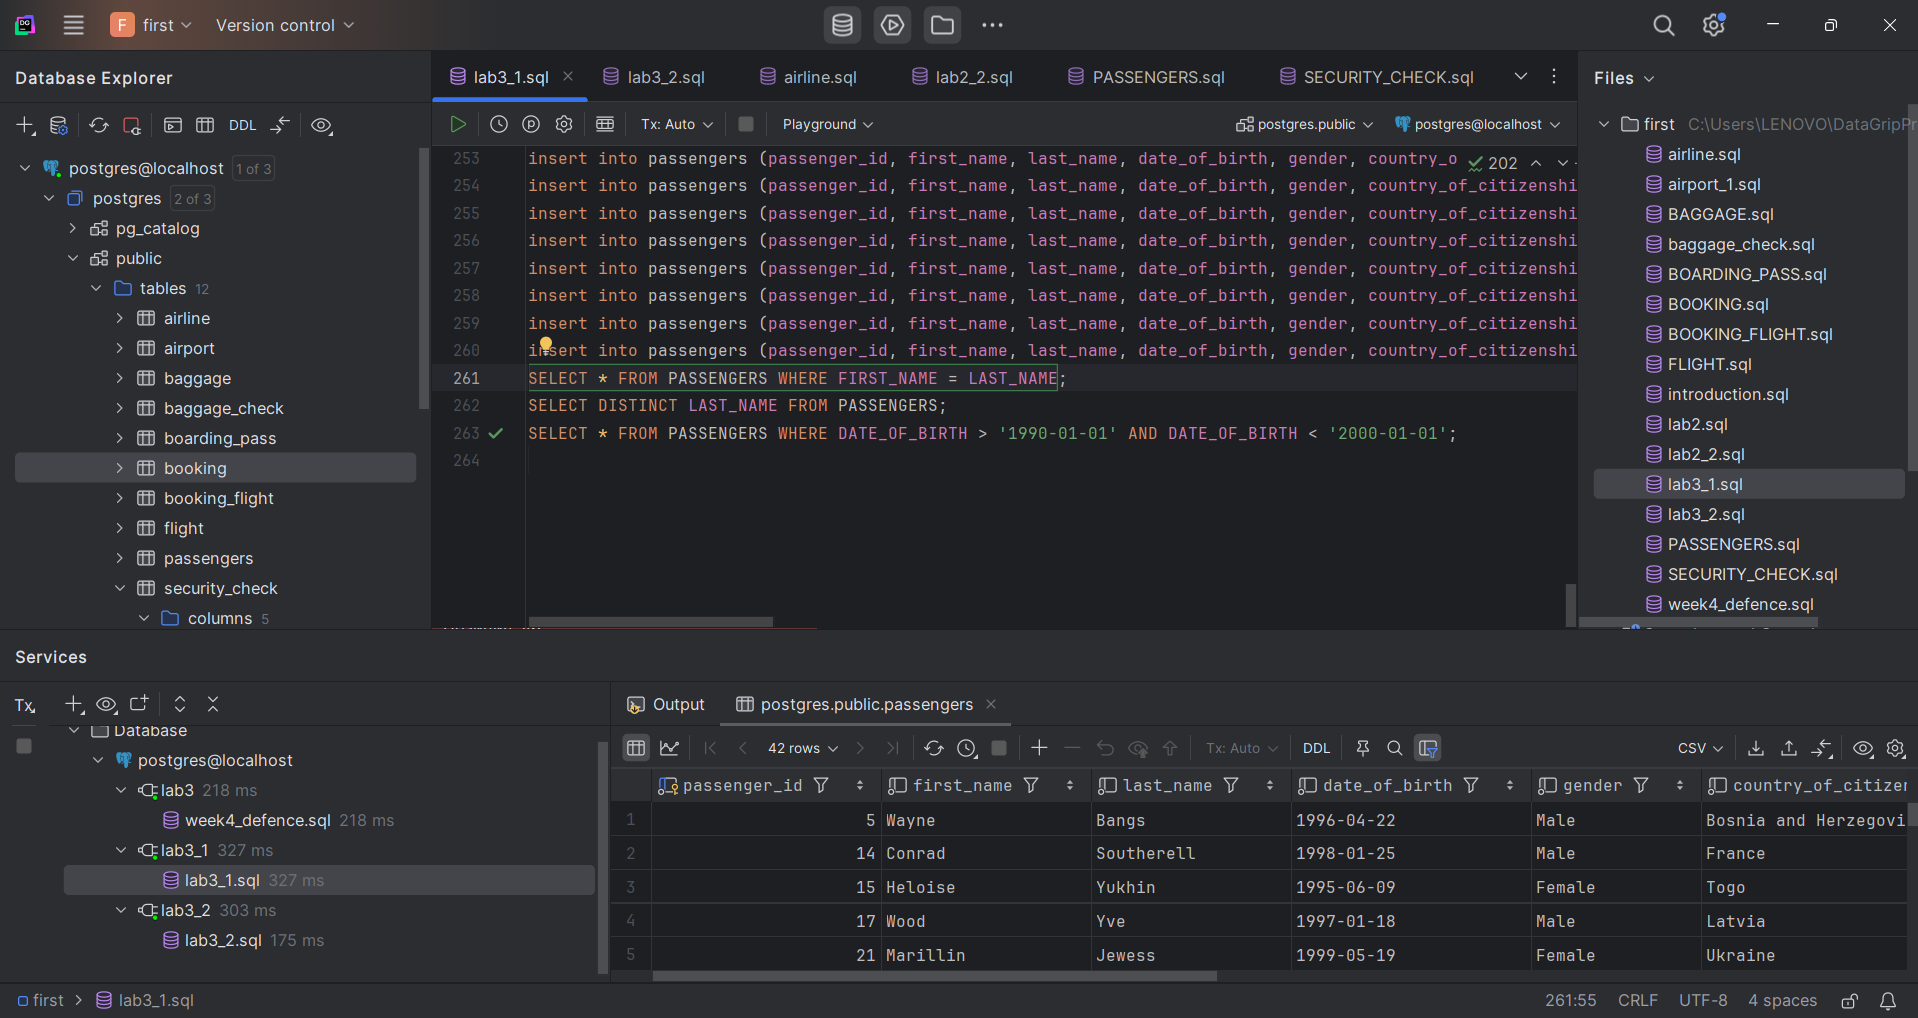 F first Version control
Database Explorer
DDL
postgres@localhost 1 of 3
postgres 2 of 3
pg_catalog
public
tables 12
airline
airport
baggage
baggage_check
boarding_pass
booking
booking_flight
flight
passengers
security_check
columns 5
lab3_1.sql lab3_2.sql airline.sql lab2_2.sql PASSENGERS.sql SECURITY_CHECK.sql
Tx: Auto Playground postgres.public postgres@localhost
202
253 insert into passengers (passenger_id, first_name, last_name, date_of_birth, gender, country_o
254 insert into passengers (passenger_id, first_name, last_name, date_of_birth, gender, country_of_citizenshi
255 insert into passengers (passenger_id, first_name, last_name, date_of_birth, gender, country_of_citizenshi
256 insert into passengers (passenger_id, first_name, last_name, date_of_birth, gender, country_of_citizenshi
257 insert into passengers (passenger_id, first_name, last_name, date_of_birth, gender, country_of_citizenshi
258 insert into passengers (passenger_id, first_name, last_name, date_of_birth, gender, country_of_citizenshi
259 insert into passengers (passenger_id, first_name, last_name, date_of_birth, gender, country_of_citizenshi
260 insert into passengers (passenger_id, first_name, last_name, date_of_birth, gender, country_of_citizenshi
261 SELECT * FROM PASSENGERS WHERE FIRST_NAME = LAST_NAME;
262 SELECT DISTINCT LAST_NAME FROM PASSENGERS;
263 SELECT * FROM PASSENGERS WHERE DATE_OF_BIRTH > '1990-01-01' AND DATE_OF_BIRTH < '2000-01-01';
264
Files
first C:\Users\LENOVO\DataGripPr
airline.sql
airport_1.sql
BAGGAGE.sql
baggage_check.sql
BOARDING_PASS.sql
BOOKING.sql
BOOKING_FLIGHT.sql
FLIGHT.sql
introduction.sql
lab2.sql
lab2_2.sql
lab3_1.sql
lab3_2.sql
PASSENGERS.sql
SECURITY_CHECK.sql
week4_defence.sql
Services
Tx
Database
postgres@localhost
lab3 218 ms
week4_defence.sql 218 ms
lab3_1 327 ms
lab3_1.sql 327 ms
lab3_2 303 ms
lab3_2.sql 175 ms
Output postgres.public.passengers
42 rows Tx: Auto DDL CSV
passenger_id first_name last_name date_of_birth gender country_of_citizen
1 5 Wayne Bangs 1996-04-22 Male Bosnia and Herzegovi
2 14 Conrad Southerell 1998-01-25 Male France
3 15 Heloise Yukhin 1995-06-09 Female Togo
4 17 Wood Yve 1997-01-18 Male Latvia
5 21 Marillin Jewess 1999-05-19 Female Ukraine
first > lab3_1.sql
261:55 CRLF UTF-8 4 spaces